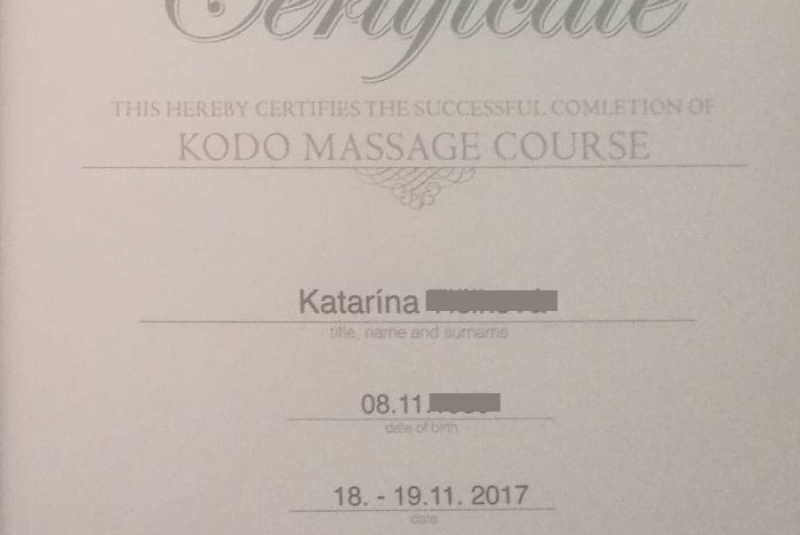 Certificate
THIS HEREBY CERTIFIES THE SUCCESSFUL COMLETION OF
KODO MASSAGE COURSE
Katarína
title, name and surname
08.11.
date of birth
18. - 19.11. 2017
date